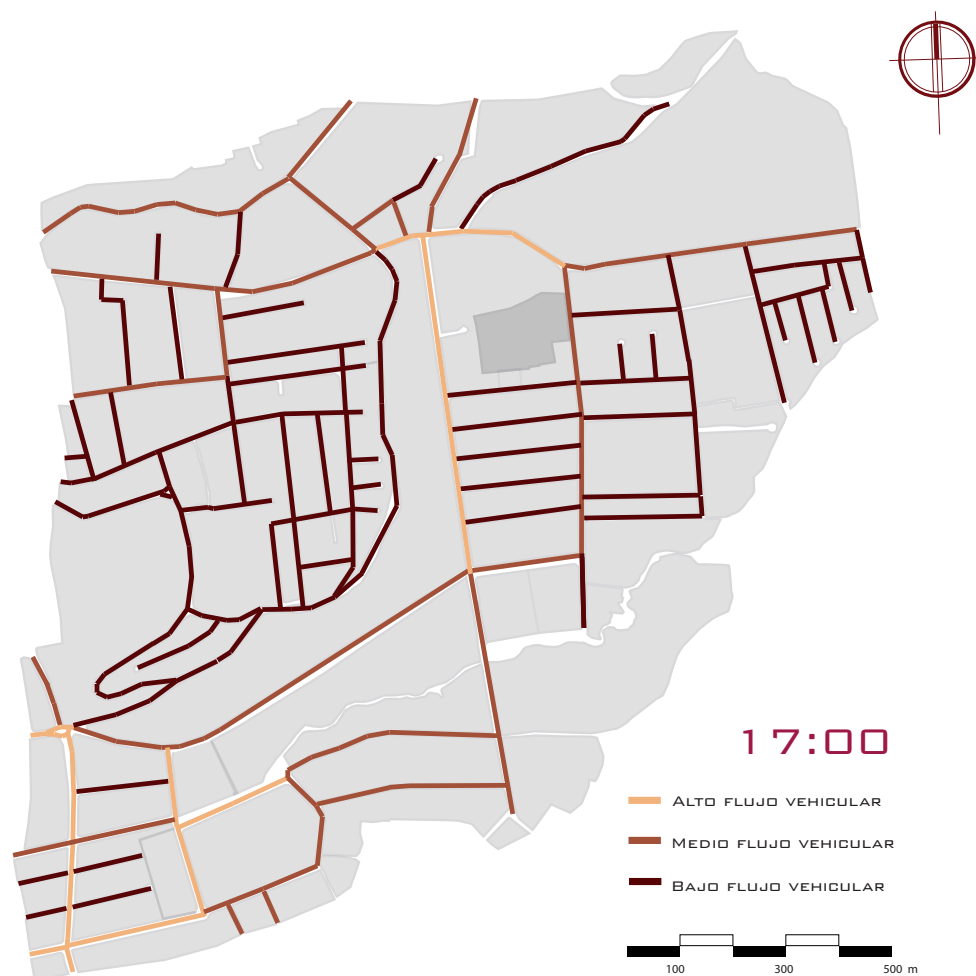 17:00
ALTO FLUJO VEHICULAR
MEDIO FLUJO VEHICULAR
BAJO FLUJO VEHICULAR
100 300 500 m